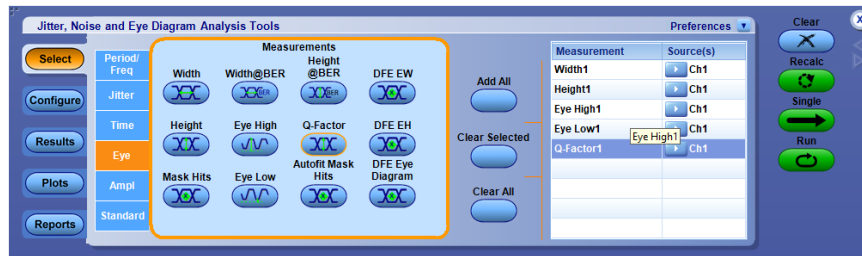 Jitter, Noise and Eye Diagram Analysis Tools
Preferences
Clear
Select
Configure
Results
Plots
Reports
Period/
Freq
Jitter
Time
Eye
Ampl
Standard
Measurements
Width
Width@BER
Height
@BER
DFE EW
BER
BER
Height
Eye High
Q-Factor
DFE EH
Mask Hits
Eye Low
Autofit Mask
Hits
DFE Eye
Diagram
Add All
Clear Selected
Clear All
Measurement
Source(s)
Width1
Ch1
Height1
Ch1
Eye High1
Ch1
Eye Low1
Ch1
Eye High1
Q-Factor1
Ch1
Recalc
Single
Run